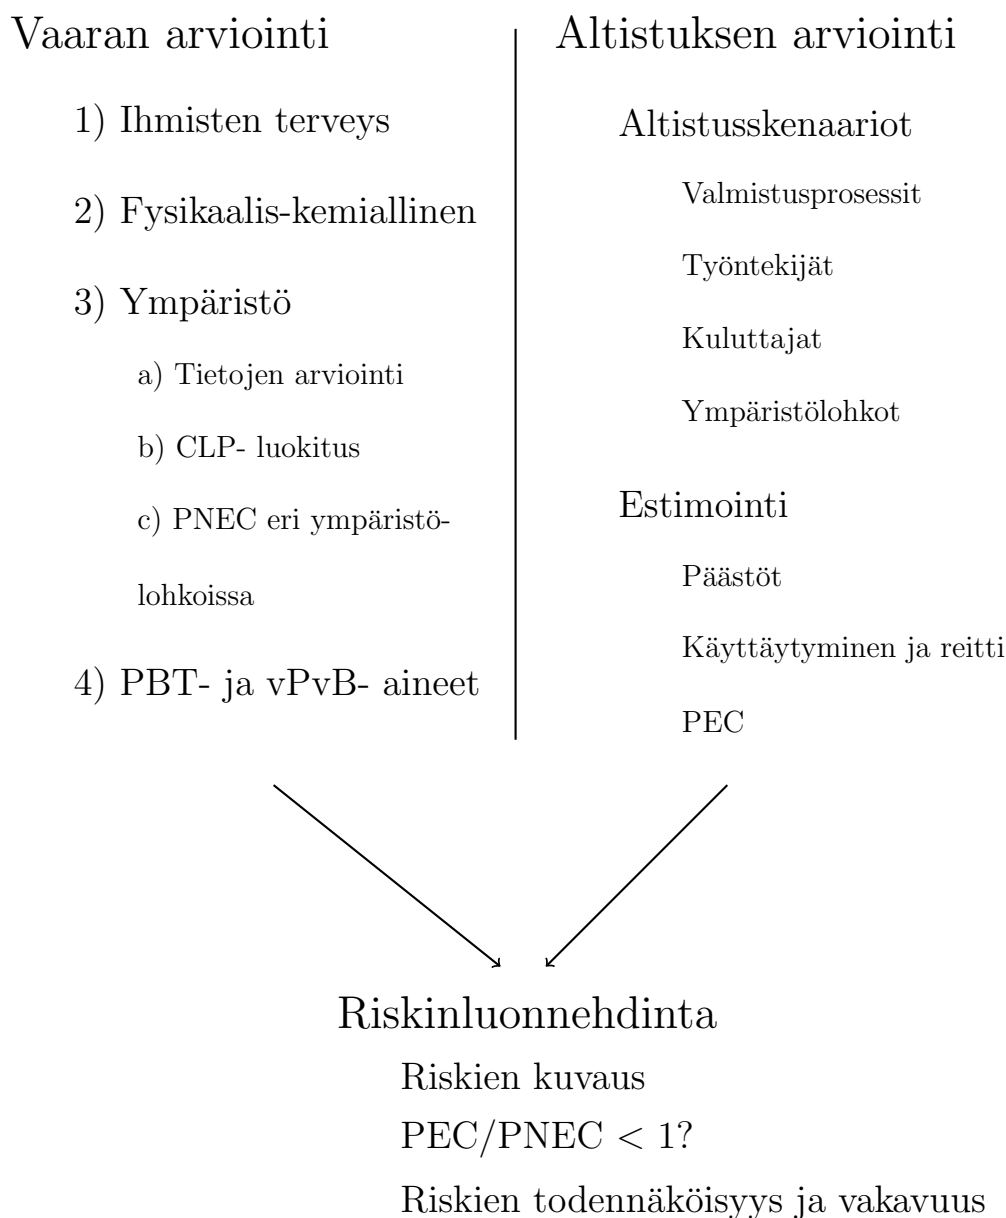 Vaaran arviointi
1) Ihmisten terveys
2) Fysikaalis-kemiallinen
3) Ympäristö
a) Tietojen arviointi
b) CLP- luokitus
c) PNEC eri ympäristö-
lohkoissa
4) PBT- ja vPvB- aineet
Altistuksen arviointi
Altistusskenaariot
Valmistusprosessit
Työntekijät
Kuluttajat
Ympäristölohkot
Estimointi
Päästöt
Käyttäytyminen ja reitti
PEC
Riskinluonnehdinta
Riskien kuvaus
PEC/PNEC < 1?
Riskien todennäköisyys ja vakavuus